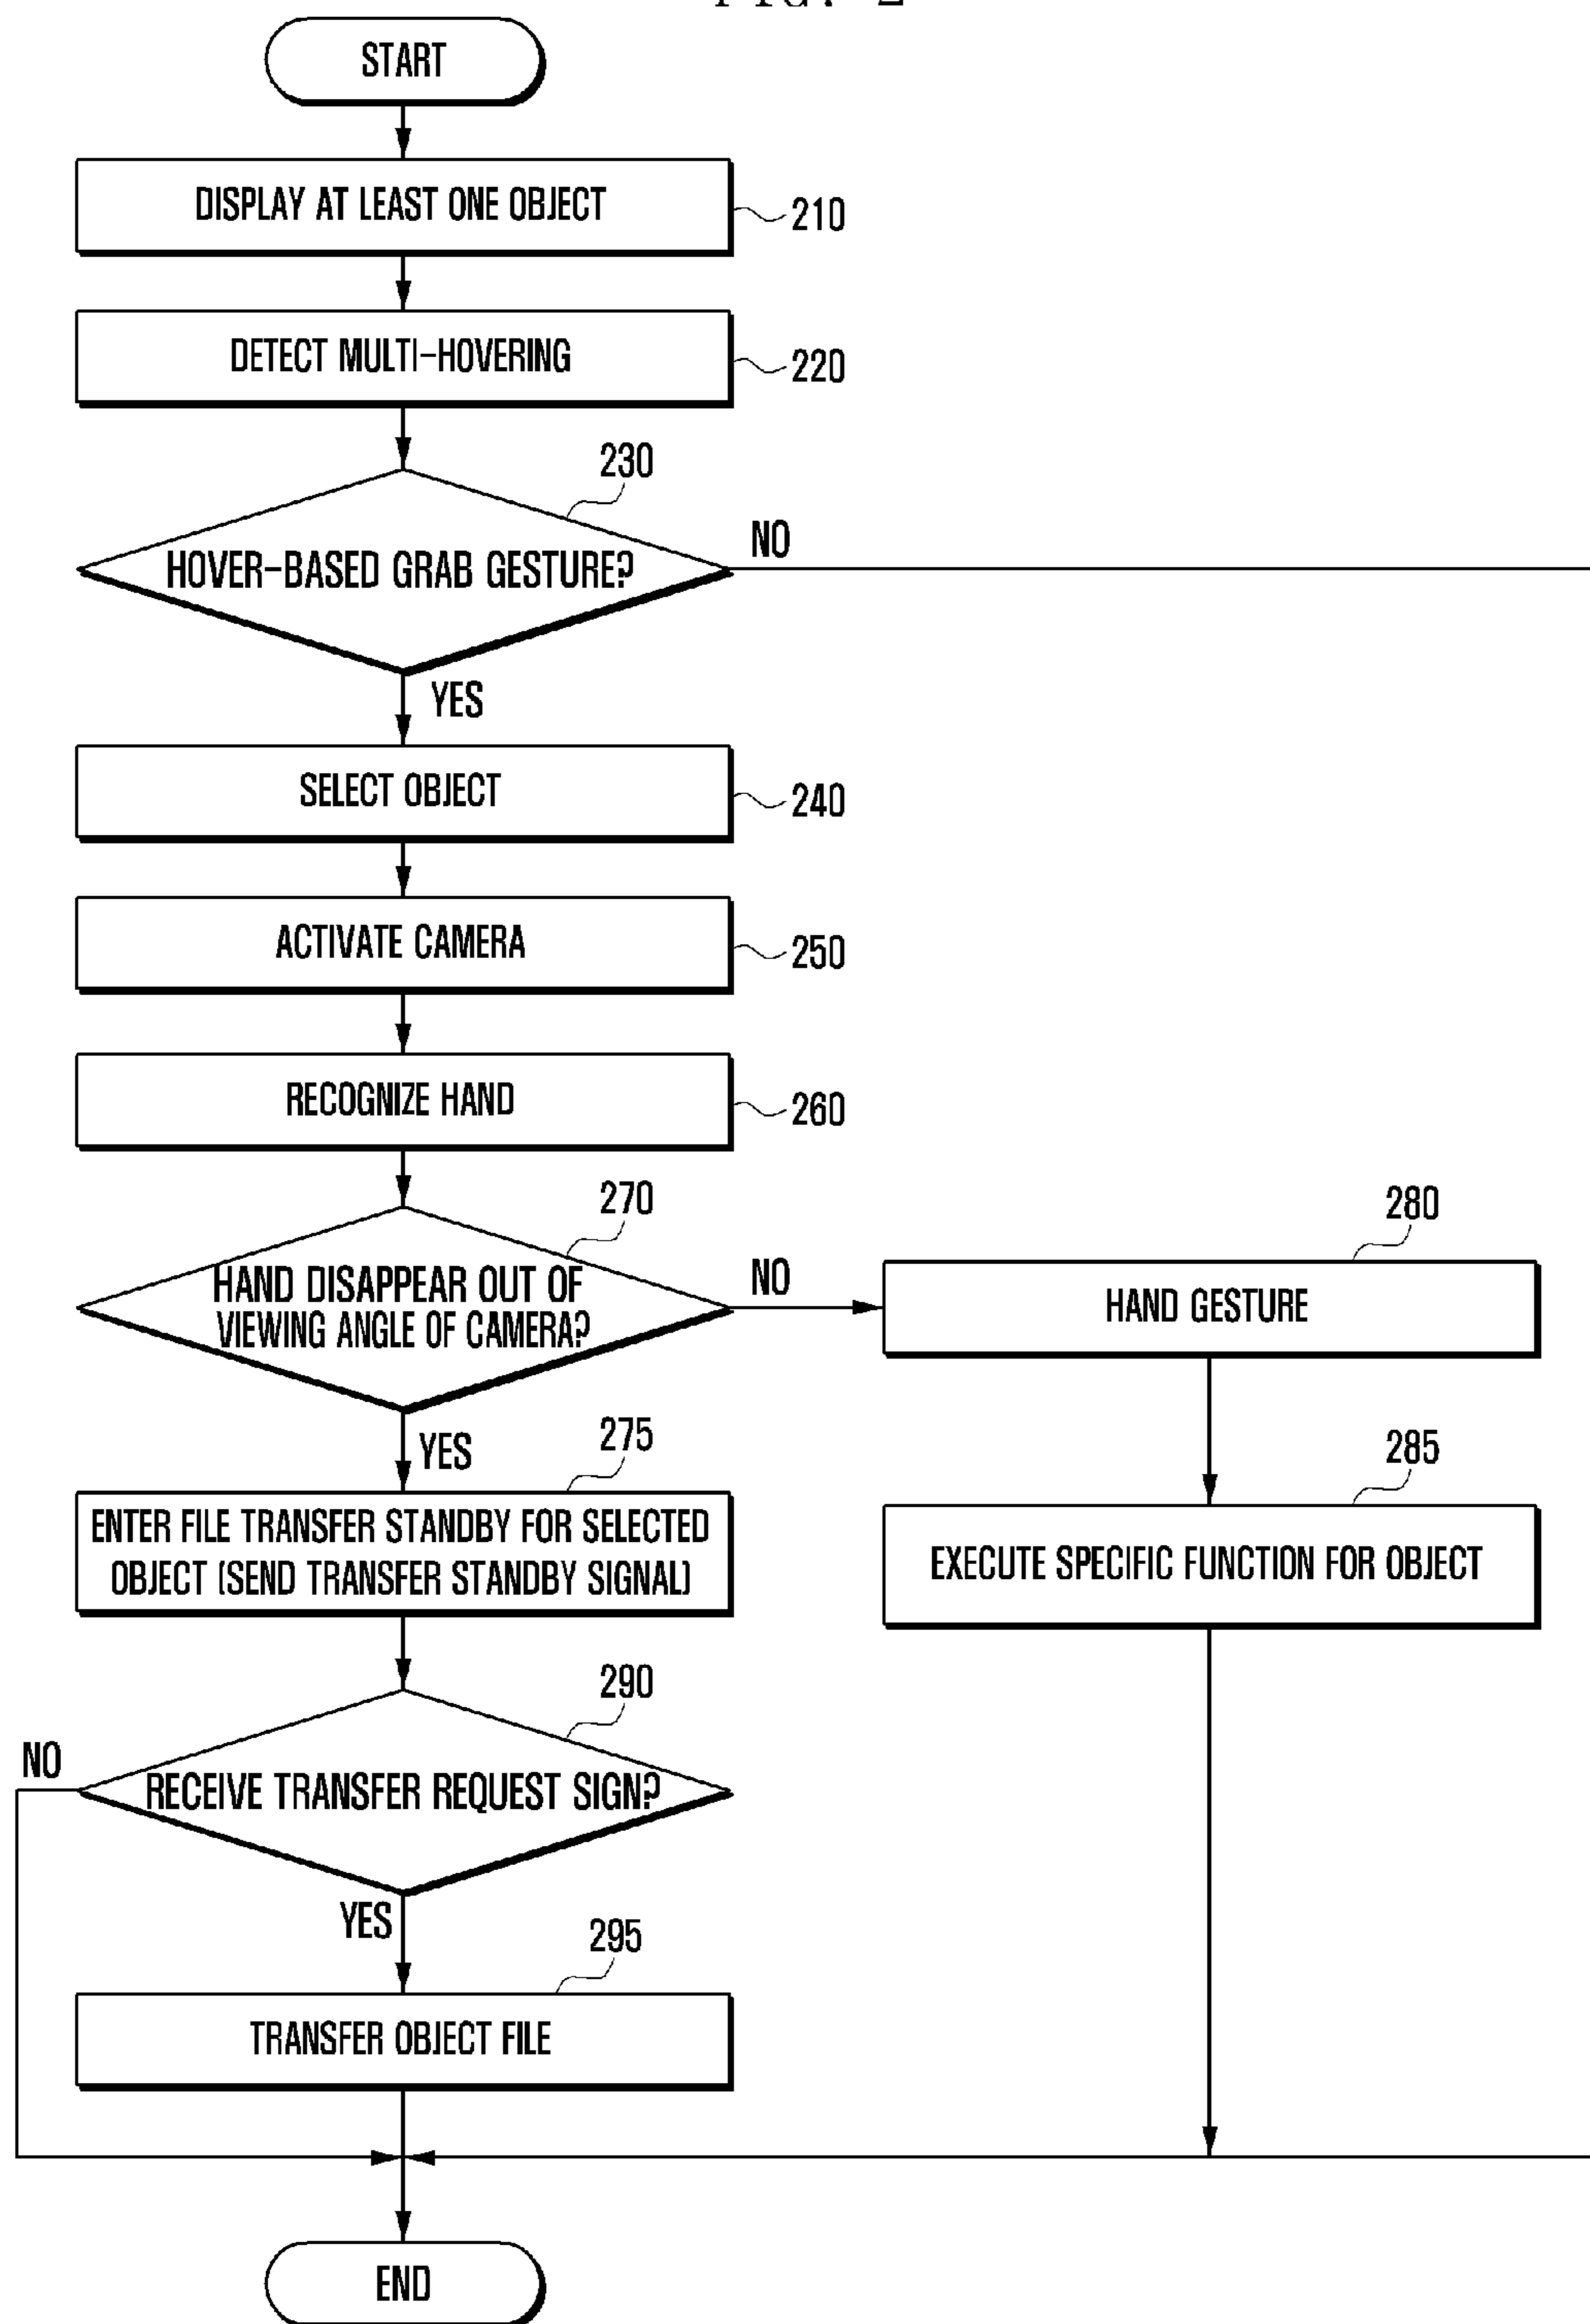 FIG. 2
START
DISPLAY AT LEAST ONE OBJECT
210
DETECT MULTI-HOVERING
220
230
HOVER-BASED GRAB GESTURE?
NO
YES
SELECT OBJECT
240
ACTIVATE CAMERA
250
RECOGNIZE HAND
260
270
HAND DISAPPEAR OUT OF
VIEWING ANGLE OF CAMERA?
NO
280
HAND GESTURE
YES
275
ENTER FILE TRANSFER STANDBY FOR SELECTED
OBJECT (SEND TRANSFER STANDBY SIGNAL)
285
EXECUTE SPECIFIC FUNCTION FOR OBJECT
290
NO
RECEIVE TRANSFER REQUEST SIGN?
YES
295
TRANSFER OBJECT FILE
END